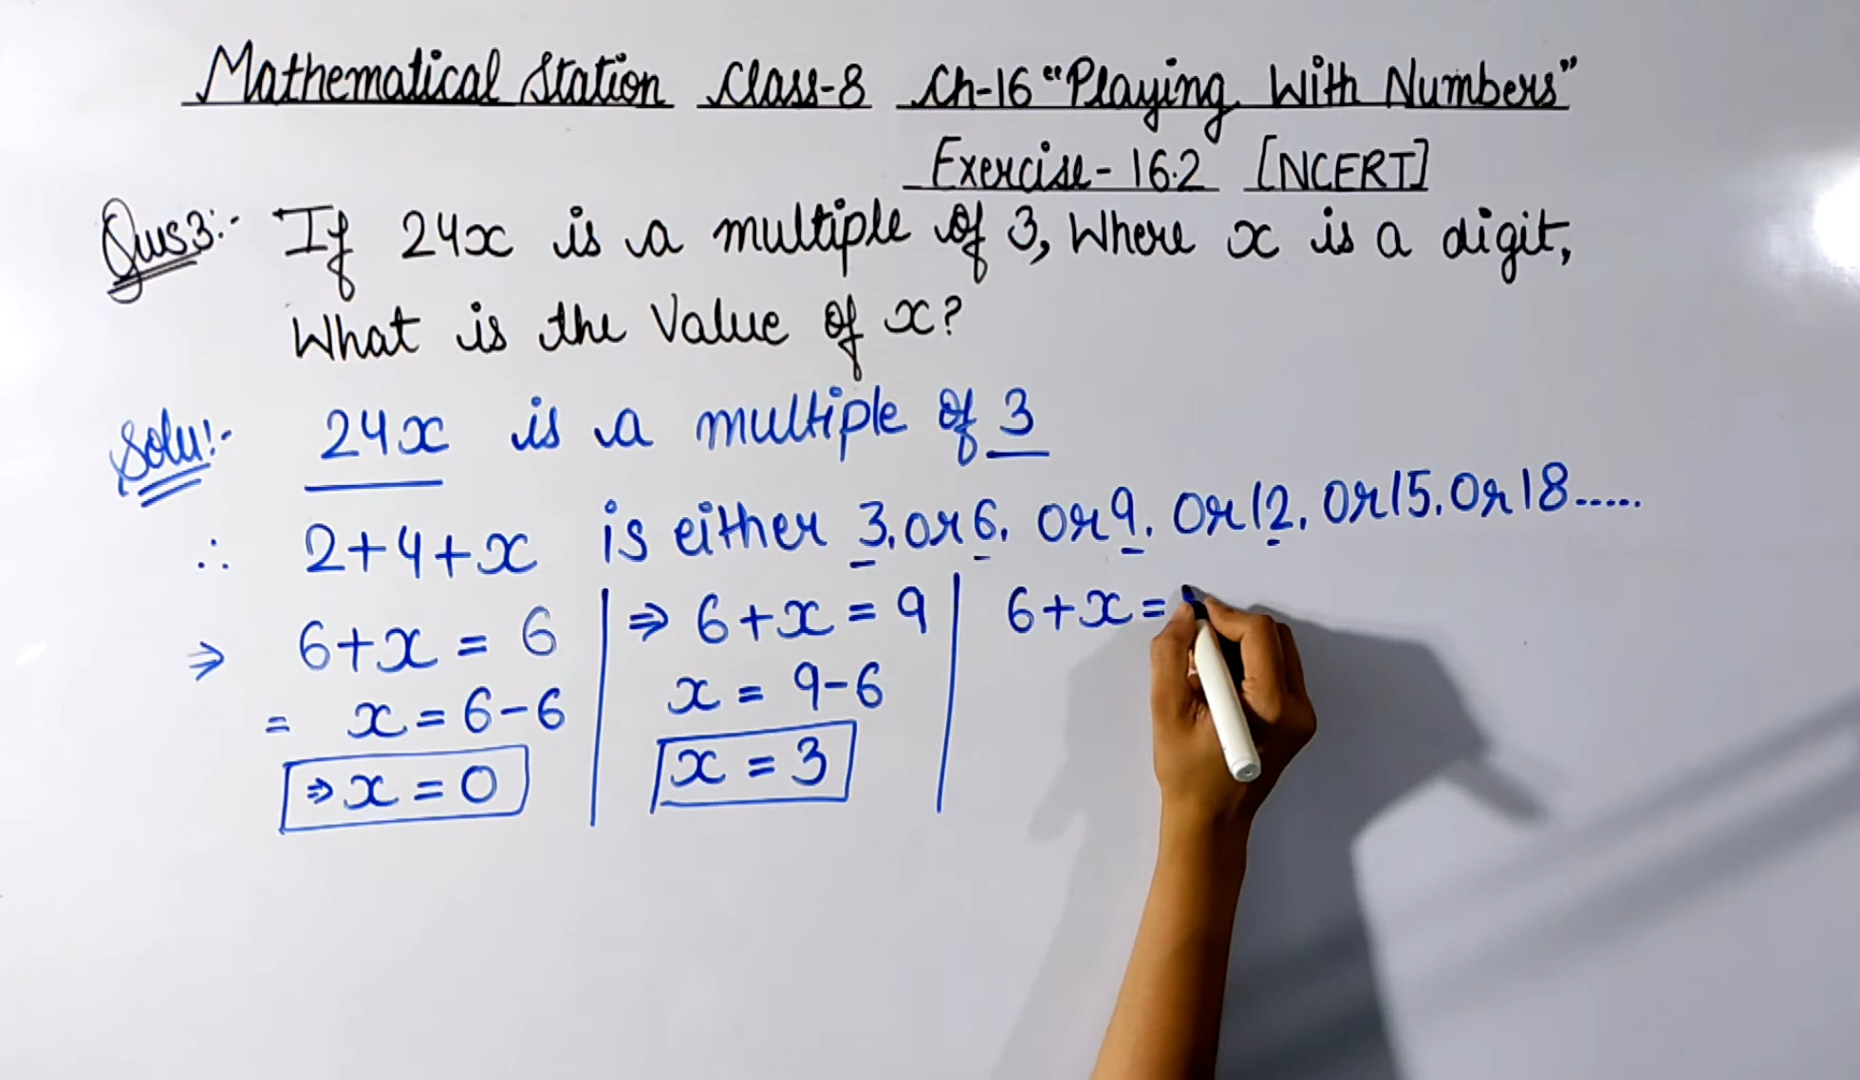 Mathematical Station Class-8 Ch-16 "Playing With Numbers"
Exercise-16.2 [NCERT]
Qus3:- If 24x is a multiple of 3, Where x is a digit,
What is the Value of x?
Solu:- 24x is a multiple of 3
∴ 2+4+x is either 3, or 6, or 9, or 12, or 15, or 18.....
⇒ 6+x = 6 ⇒ 6+x = 9 6+x =
= x = 6-6 x = 9-6
⇒ x = 0 x = 3